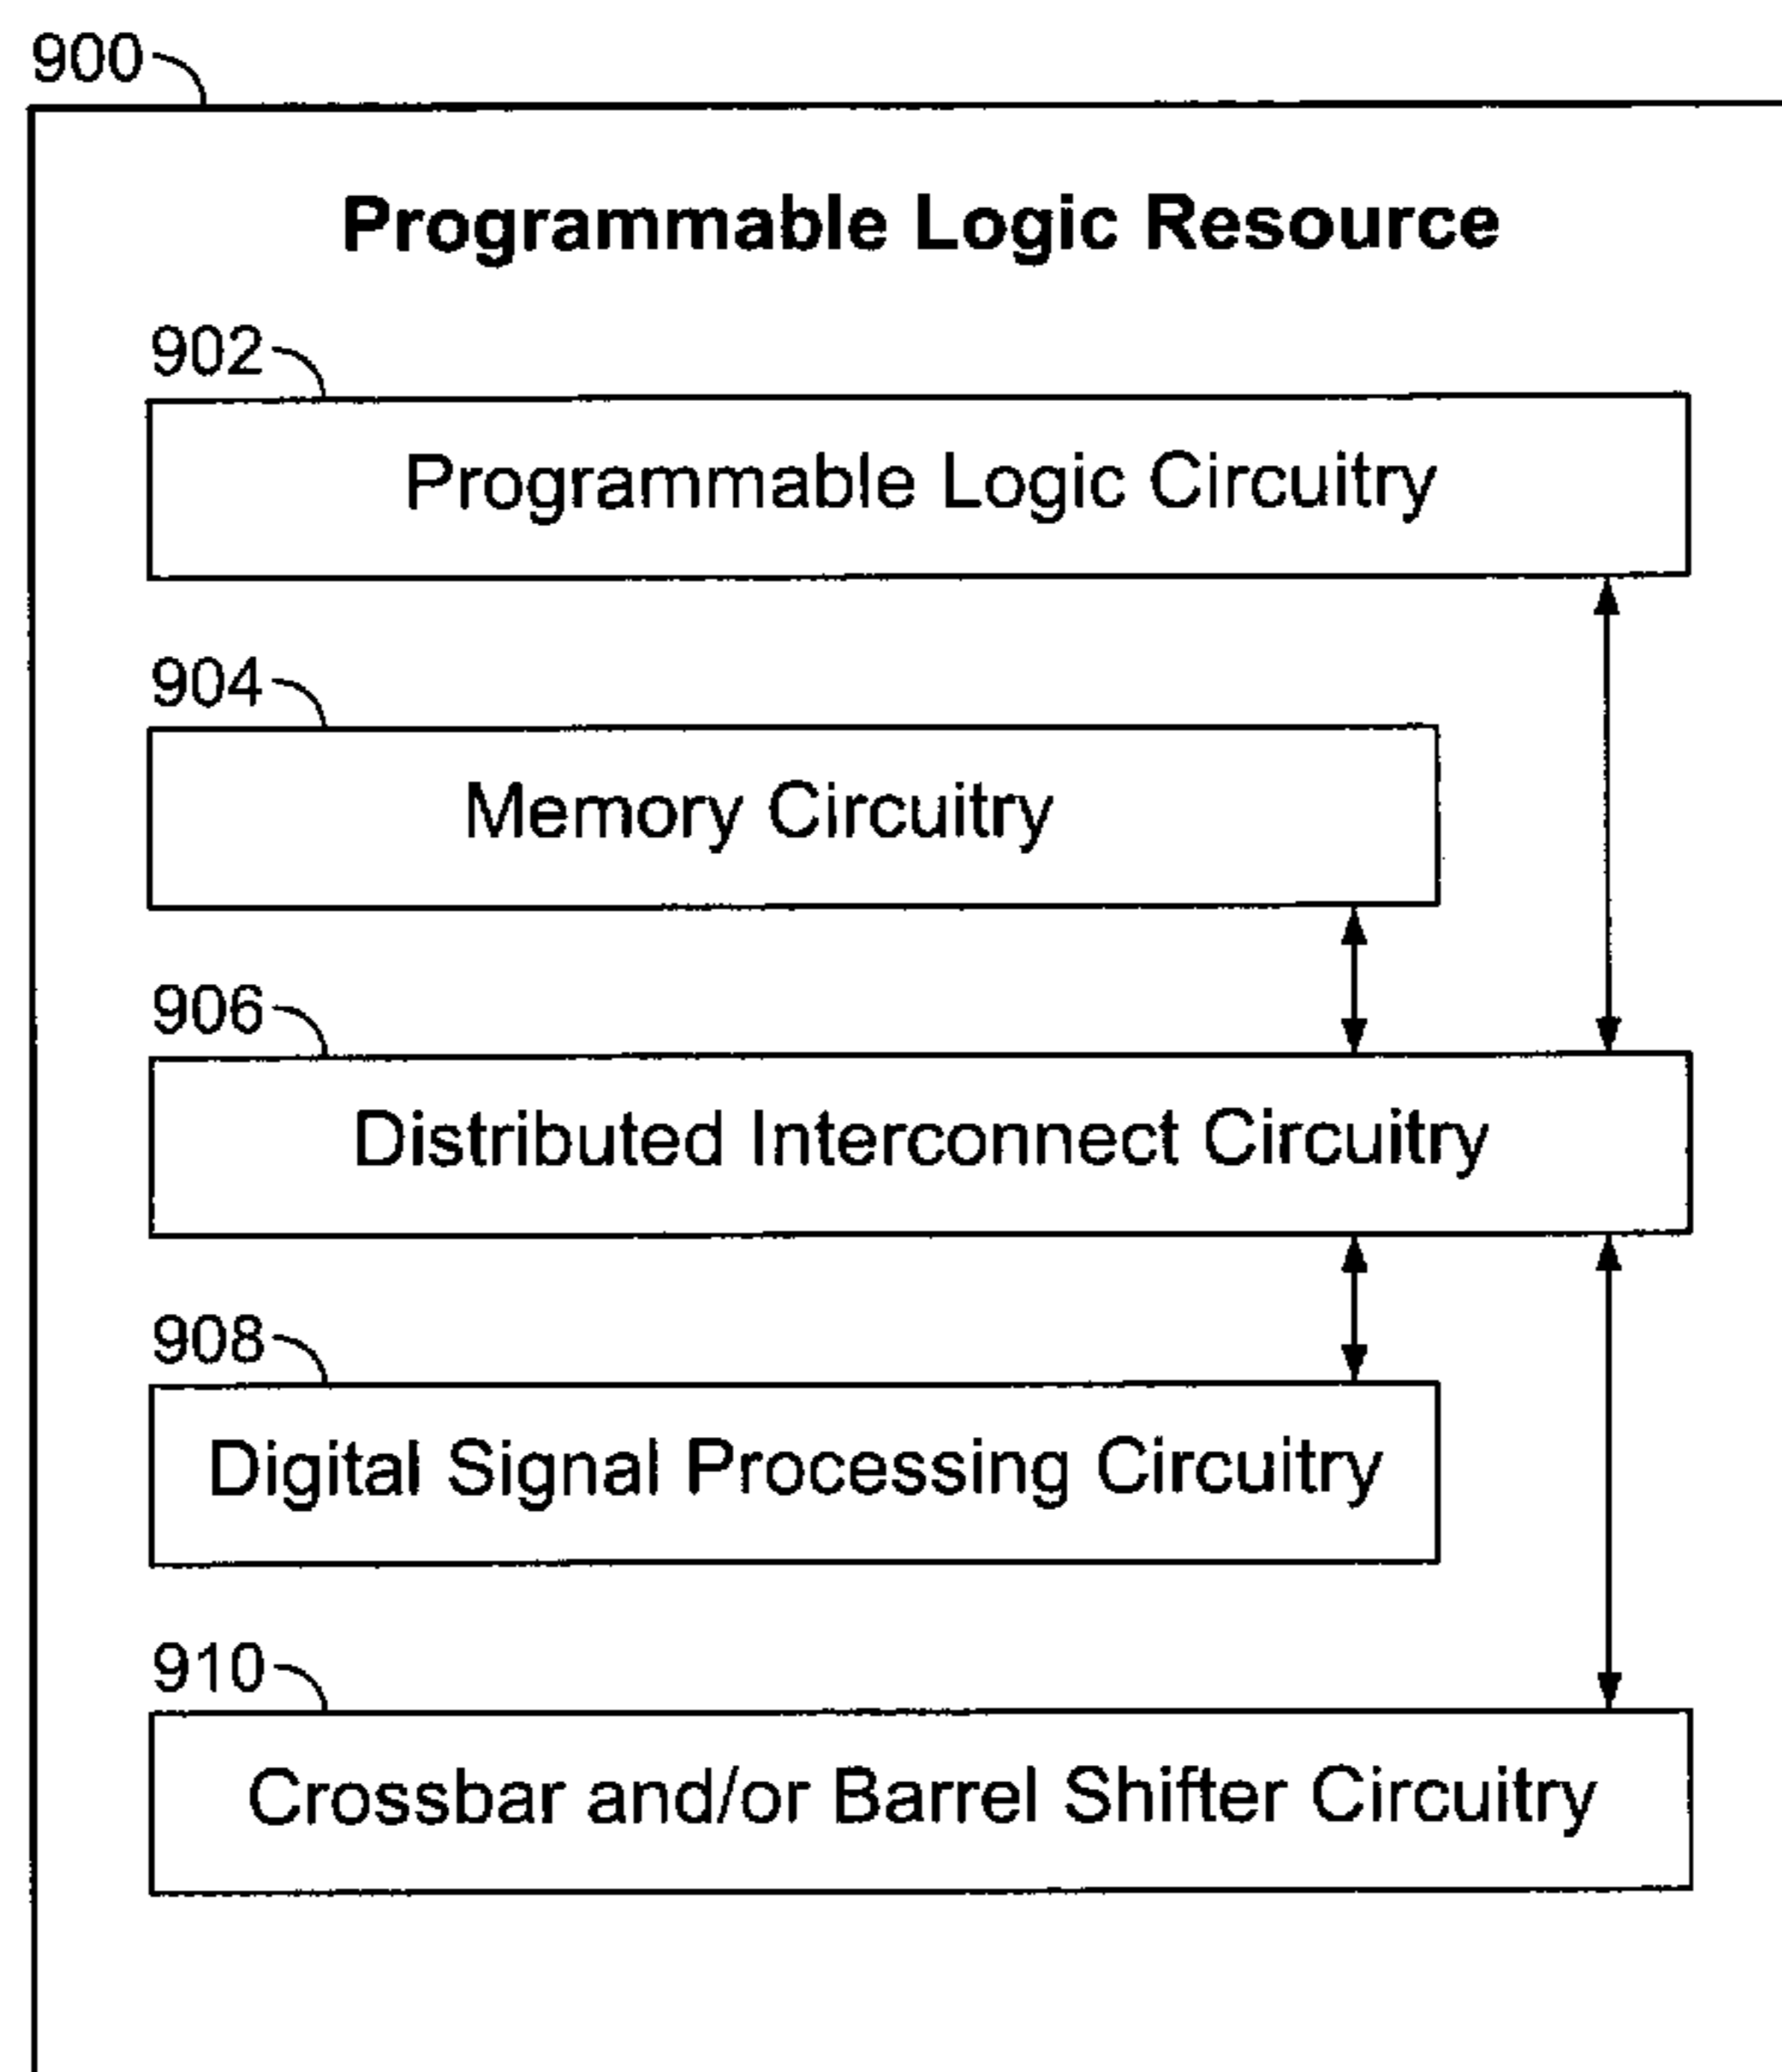 900
Programmable Logic Resource
902
Programmable Logic Circuitry
904
Memory Circuitry
906
Distributed Interconnect Circuitry
908
Digital Signal Processing Circuitry
910
Crossbar and/or Barrel Shifter Circuitry